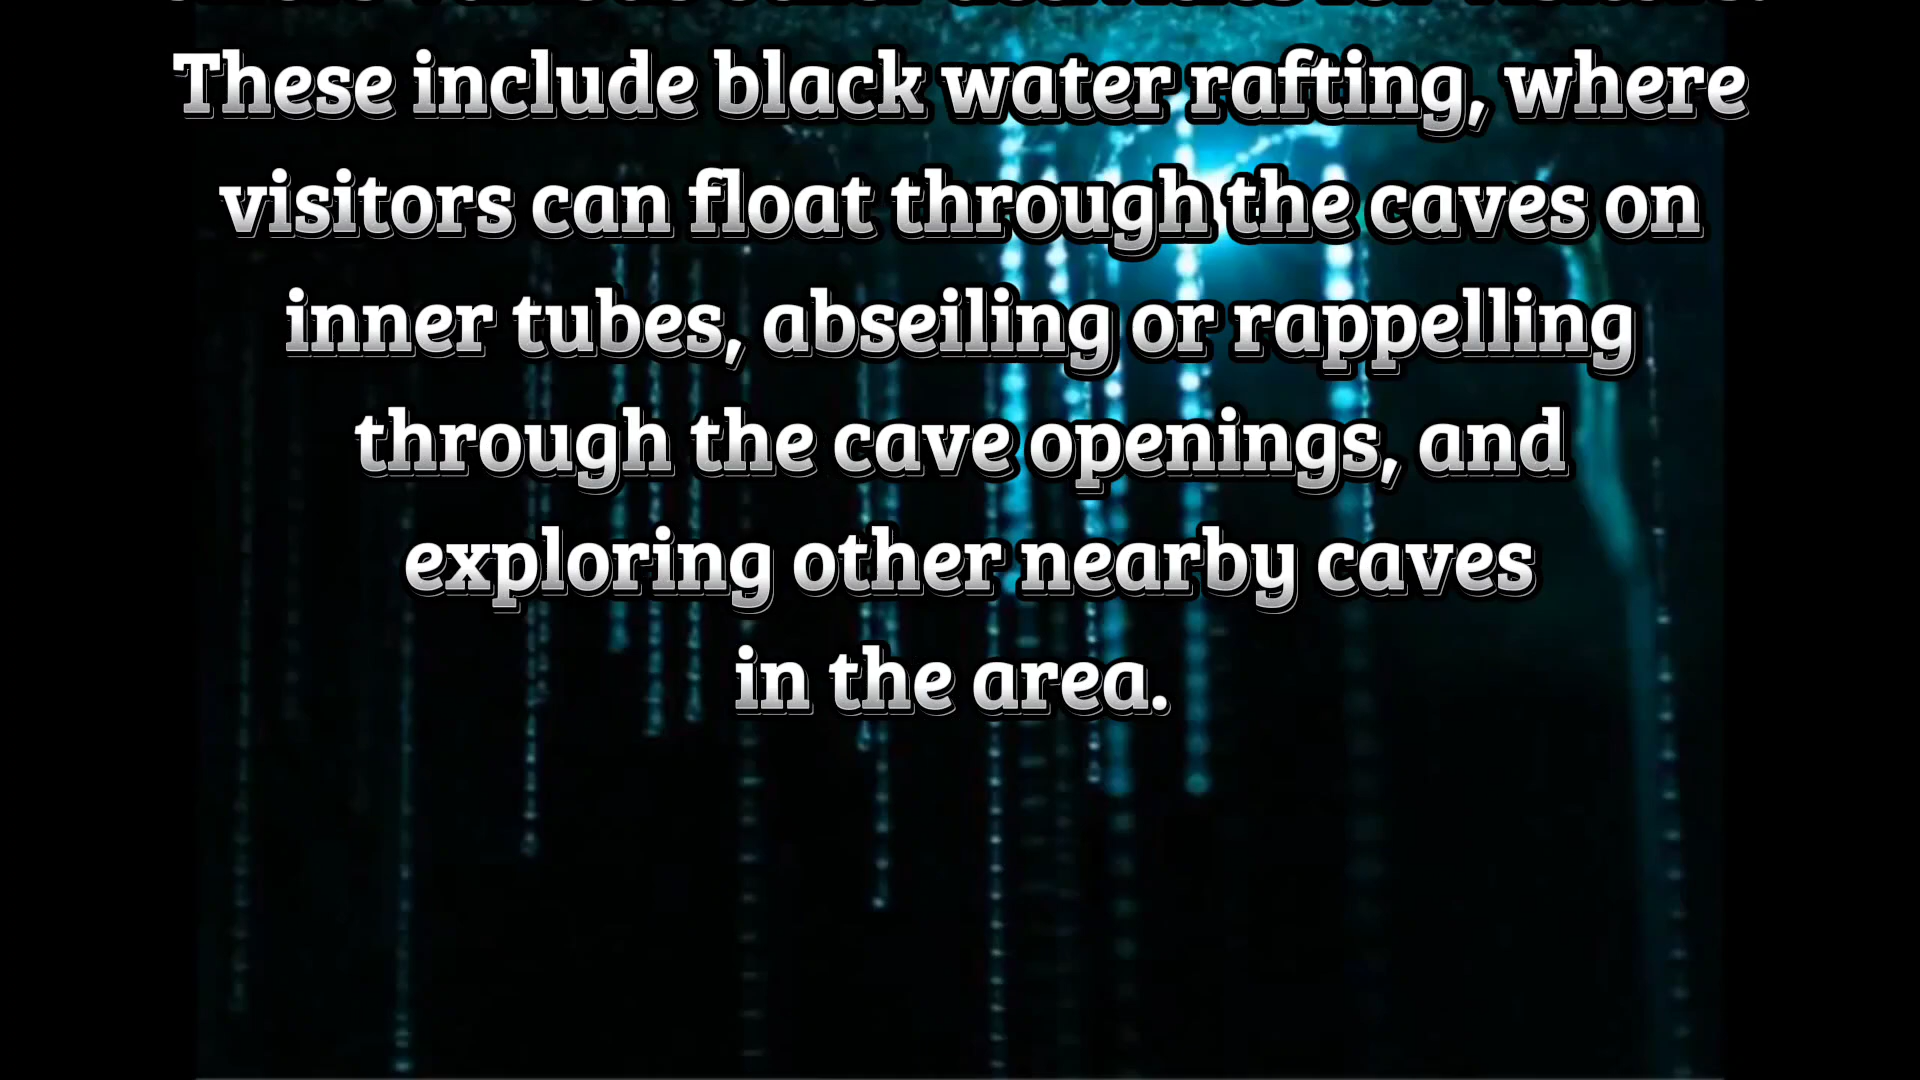 These include black water rafting, where
visitors can float through the caves on
inner tubes, abseiling or rappelling
through the cave openings, and
exploring other nearby caves
in the area.